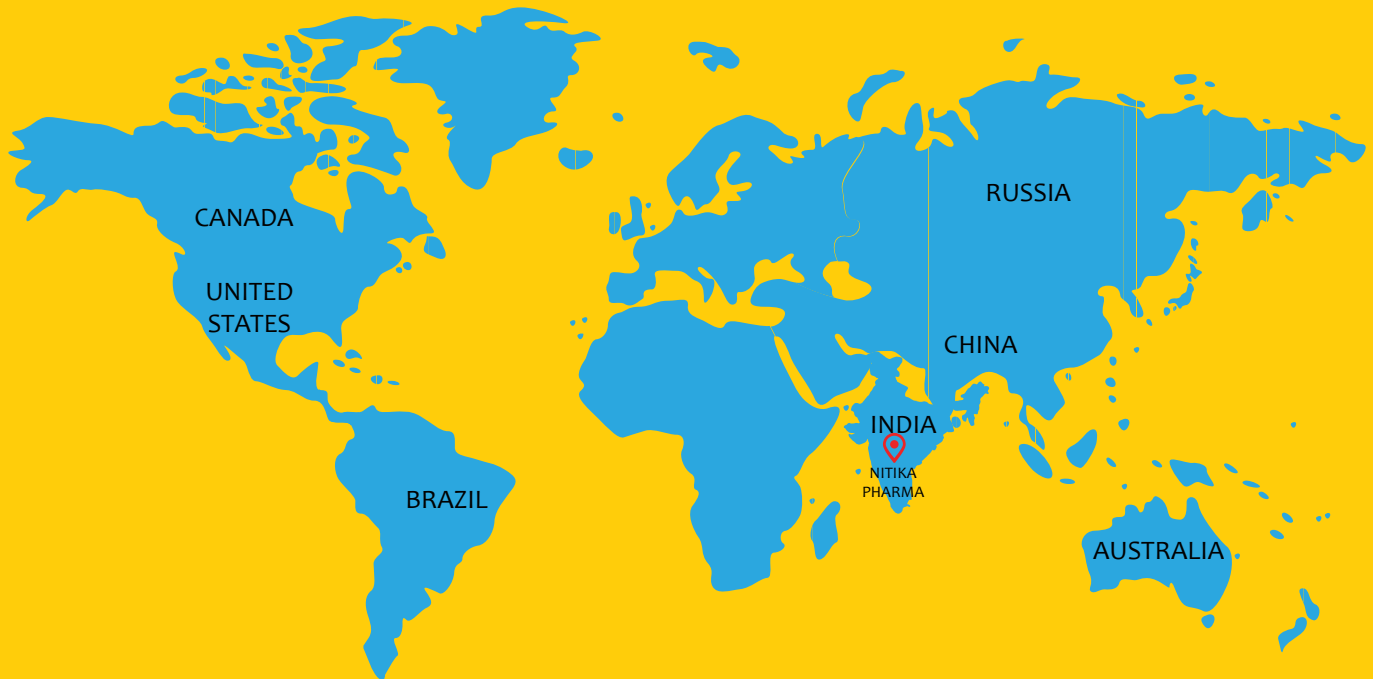 RUSSIA
CANADA
UNITED
STATES
CHINA
INDIA
NITIKA
PHARMA
BRAZIL
AUSTRALIA